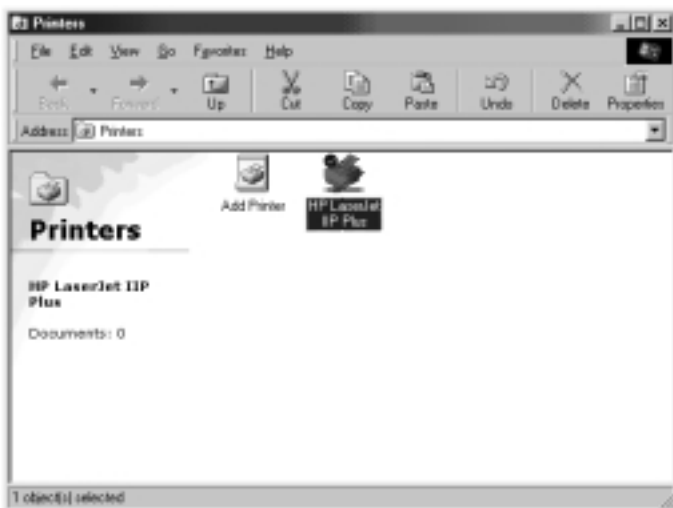 Printers
File Edit View Go Favorites Help
Back Forward Up Cut Copy Paste Undo Delete Properties
Address Printers
Add Printer
HP LaserJet
IIP Plus
Printers
HP LaserJet IIP
Plus
Documents: 0
1 object(s) selected